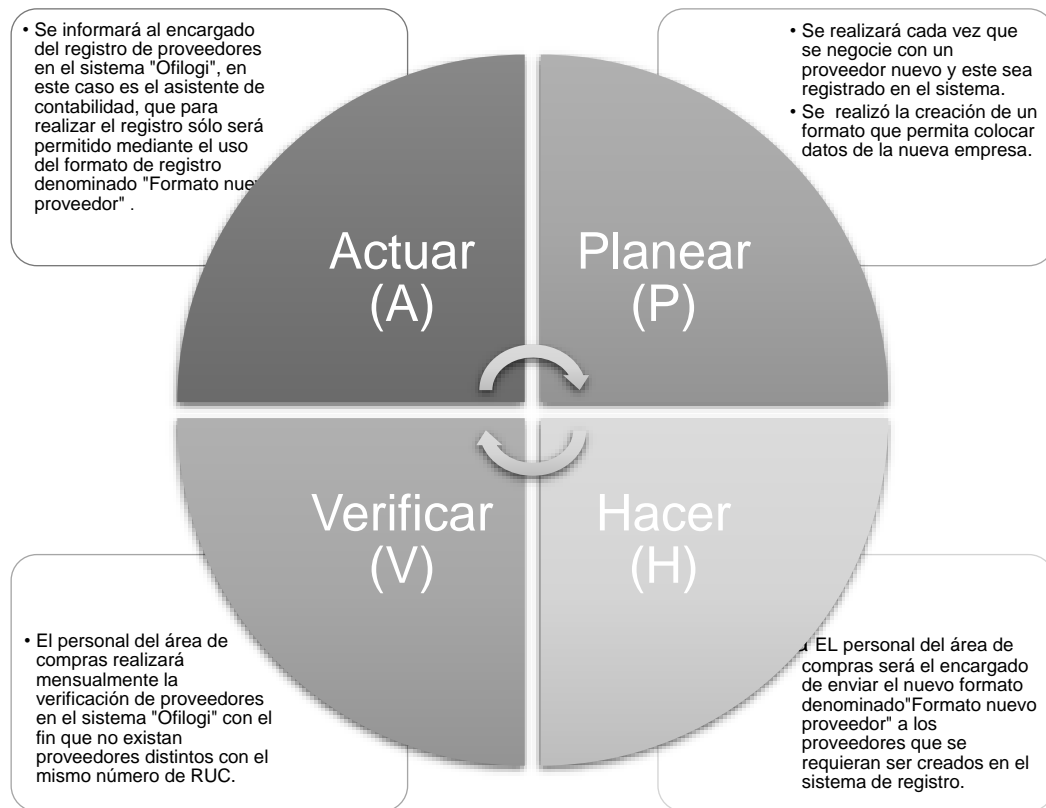 • Se informará al encargado
del registro de proveedores
en el sistema "Ofilogi", en
este caso es el asistente de
contabilidad, que para
realizar el registro sólo será
permitido mediante el uso
del formato de registro
denominado "Formato
proveedor" .
• Se realizará cada vez que
se negocie con un
proveedor nuevo y este sea
registrado en el sistema.
• Se realizó la creación de un
formato que permita colocar
datos de la nueva empresa.
Actuar
(A)
Planear
(P)
Verificar
(V)
Hacer
(H)
• El personal del área de
compras realizará
mensualmente la
verificación de proveedores
en el sistema "Ofilogi" con el
fin que no existan
proveedores distintos con el
mismo número de RUC.
EL personal del área de
compras será el encargado
de enviar el nuevo formato
denominado"Formato nuevo
proveedor" a los
proveedores que se
requieran ser creados en el
sistema de registro.